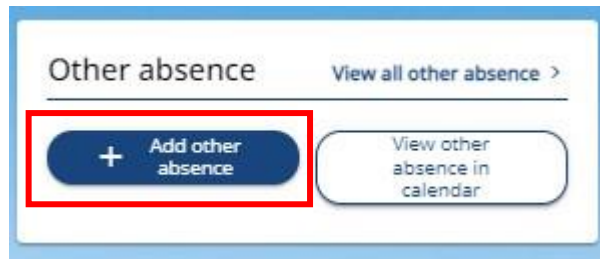 Other absence
View all other absence >
+ Add other
absence
View other
absence in
calendar